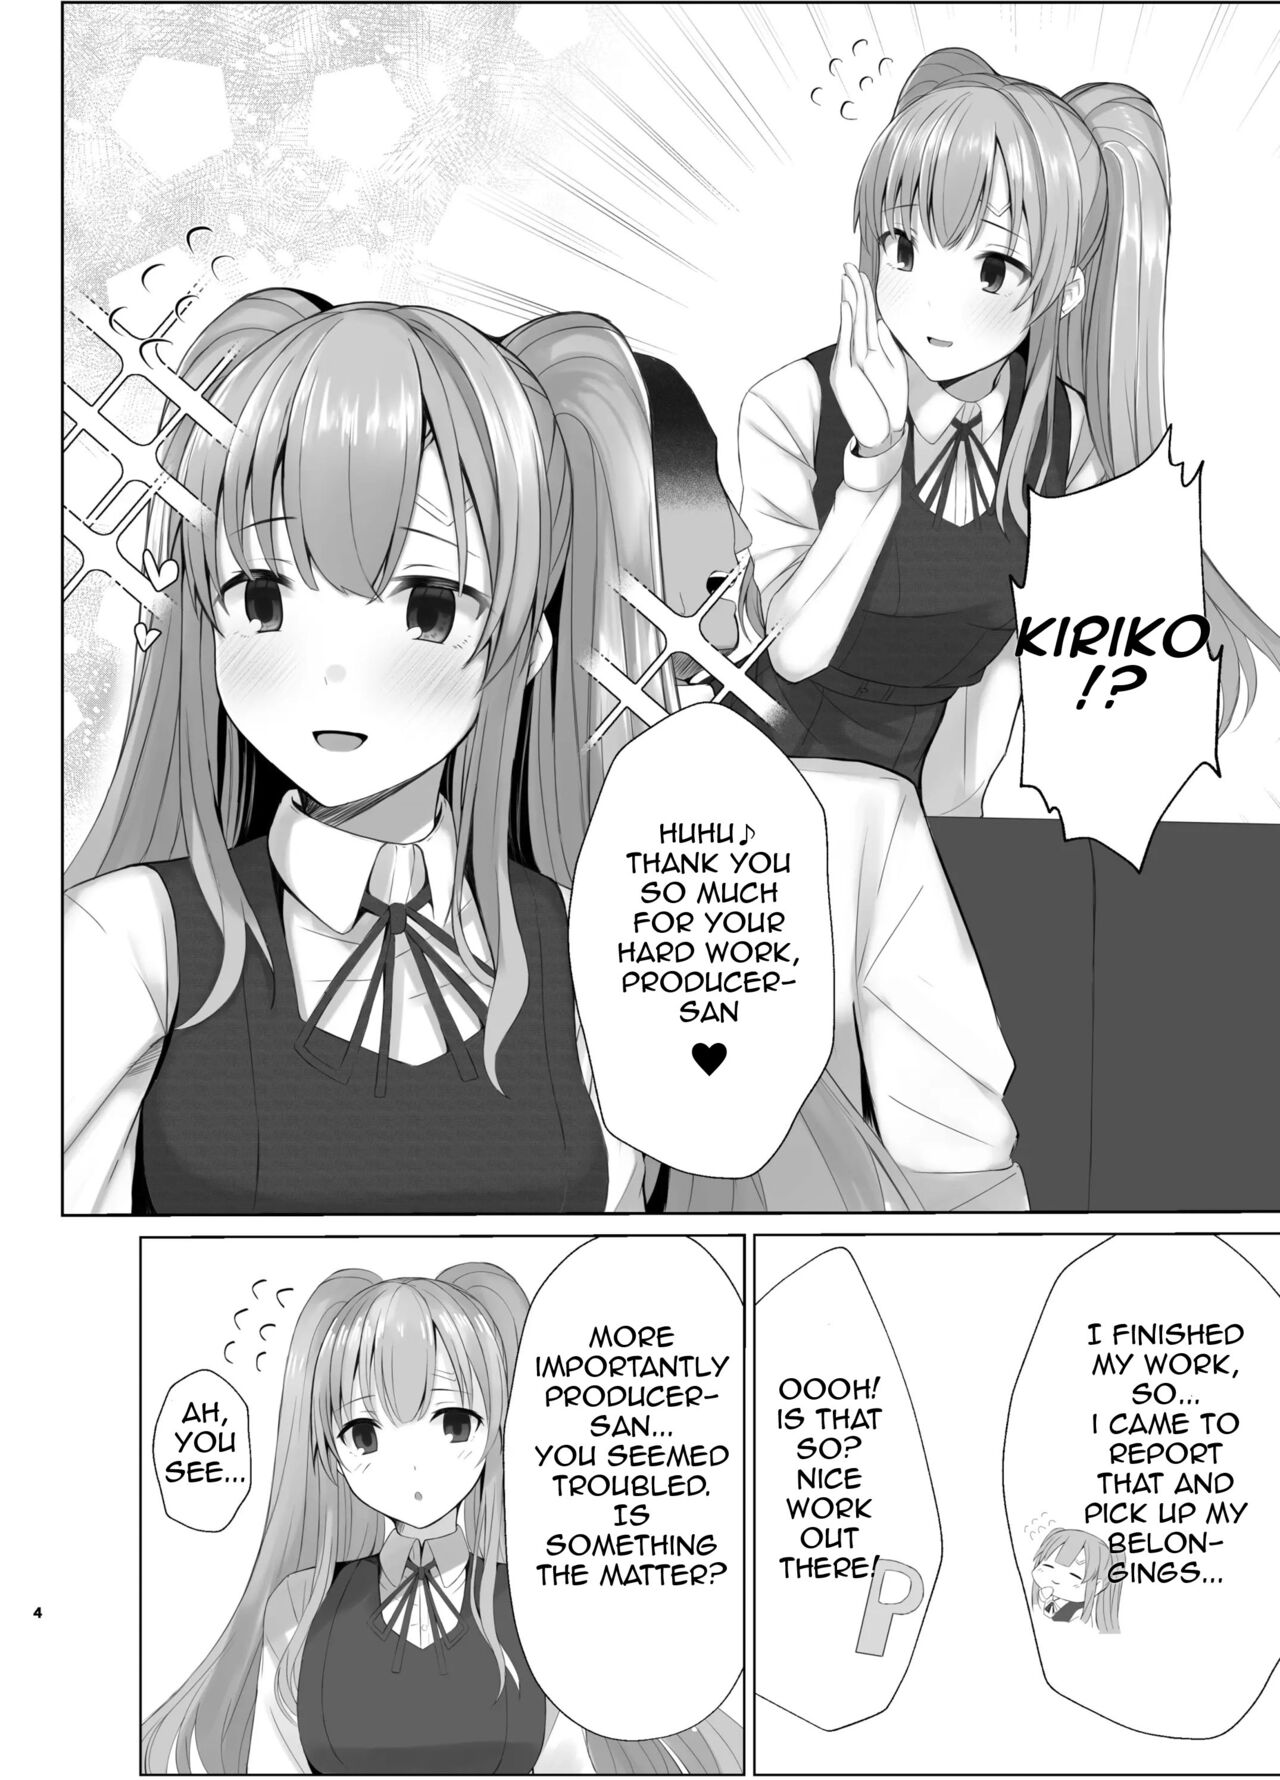 KIRIKO
!?
HUHU♪
THANK YOU
SO MUCH
FOR YOUR
HARD WORK,
PRODUCER-
SAN
♥
I FINISHED
MY WORK,
SO...
I CAME TO
REPORT
THAT AND
PICK UP MY
BELON-
GINGS...
OOOH!
IS THAT
SO?
NICE
WORK
OUT
THERE!
P
MORE
IMPORTANTLY
PRODUCER-
SAN...
YOU SEEMED
TROUBLED.
IS
SOMETHING
THE MATTER?
AH,
YOU
SEE...
4